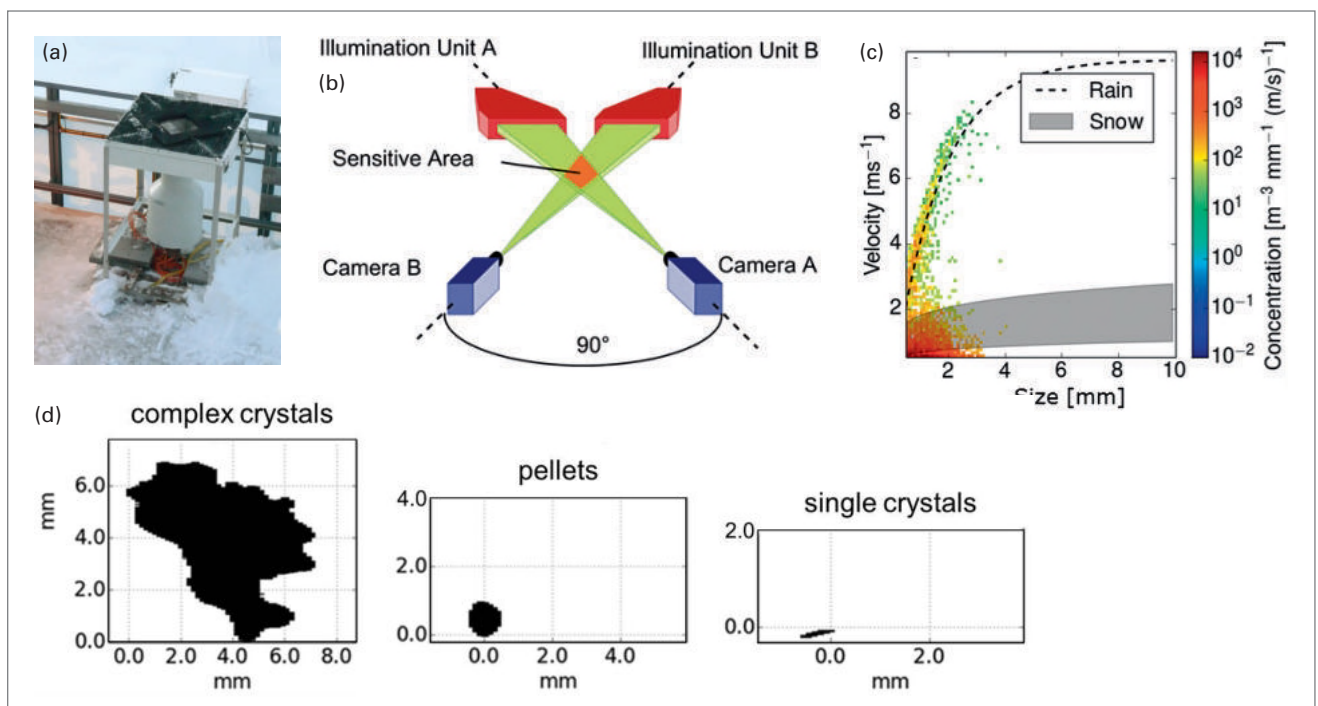 (a)
Illumination Unit A
Illumination Unit B
(b)
Sensitive Area
Camera B
Camera A
90°
(c)
Velocity [ms⁻¹]
8
6
4
2
Rain
Snow
2 4 6 8 10
Size [mm]
10⁴
10³
10²
10¹
10⁰
10⁻¹
10⁻²
Concentration [m⁻³ mm⁻¹ (m/s)⁻¹]
(d)
complex crystals
mm
6.0
4.0
2.0
0.0
0.0 2.0 4.0 6.0 8.0
mm
pellets
4.0
2.0
0.0
0.0 2.0 4.0
mm
single crystals
2.0
0.0
0.0 2.0
mm